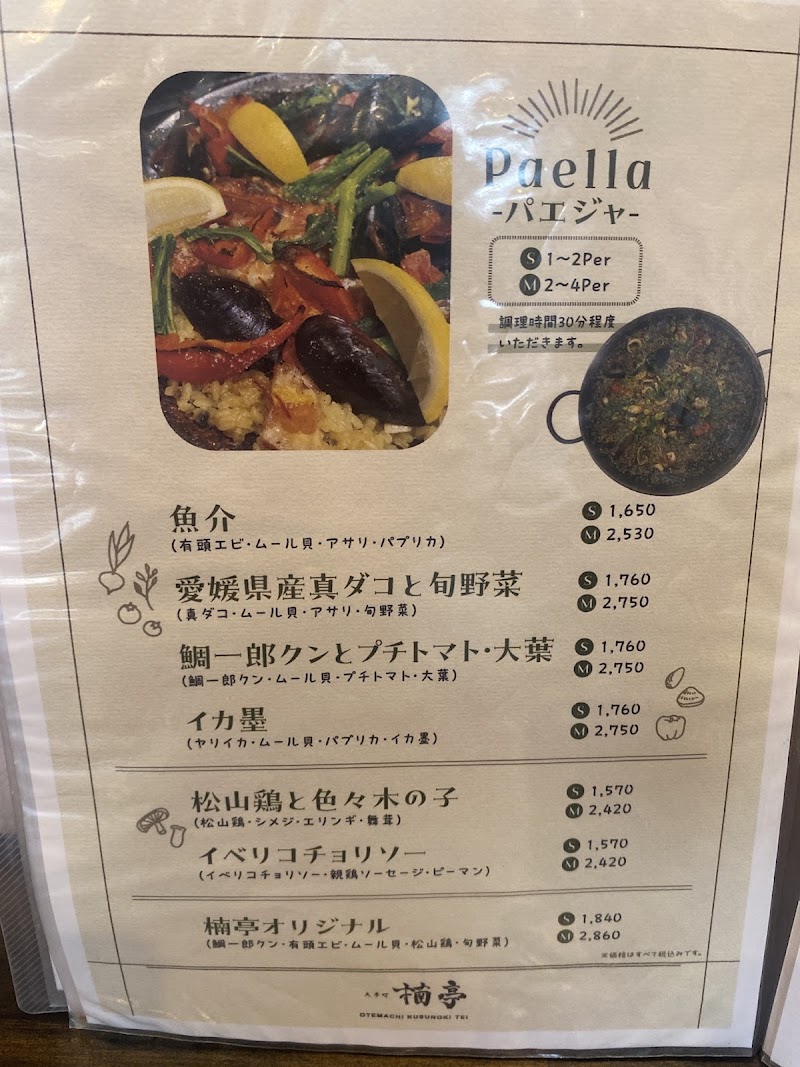 Paella
-パエジャ-
S 1〜2Per
M 2〜4Per
調理時間30分程度
いただきます。
魚介
(有頭エビ・ムール貝・アサリ・パプリカ)
S 1,650
M 2,530
愛媛県産真ダコと旬野菜
(真ダコ・ムール貝・アサリ・旬野菜)
S 1,760
M 2,750
鯛一郎クンとプチトマト・大葉
(鯛一郎クン・ムール貝・プチトマト・大葉)
S 1,760
M 2,750
イカ墨
(ヤリイカ・ムール貝・パプリカ・イカ墨)
S 1,760
M 2,750
松山鶏と色々木の子
(松山鶏・シメジ・エリンギ・舞茸)
S 1,570
M 2,420
イベリコチョリソー
(イベリコチョリソー・親鶏ソーセージ・ピーマン)
S 1,570
M 2,420
楠亭オリジナル
(鯛一郎クン・有頭エビ・ムール貝・松山鶏・旬野菜)
S 1,840
M 2,860
※価格はすべて税込みです。
大手町 楠亭
OTEMACHI KUSUNOKI TEI